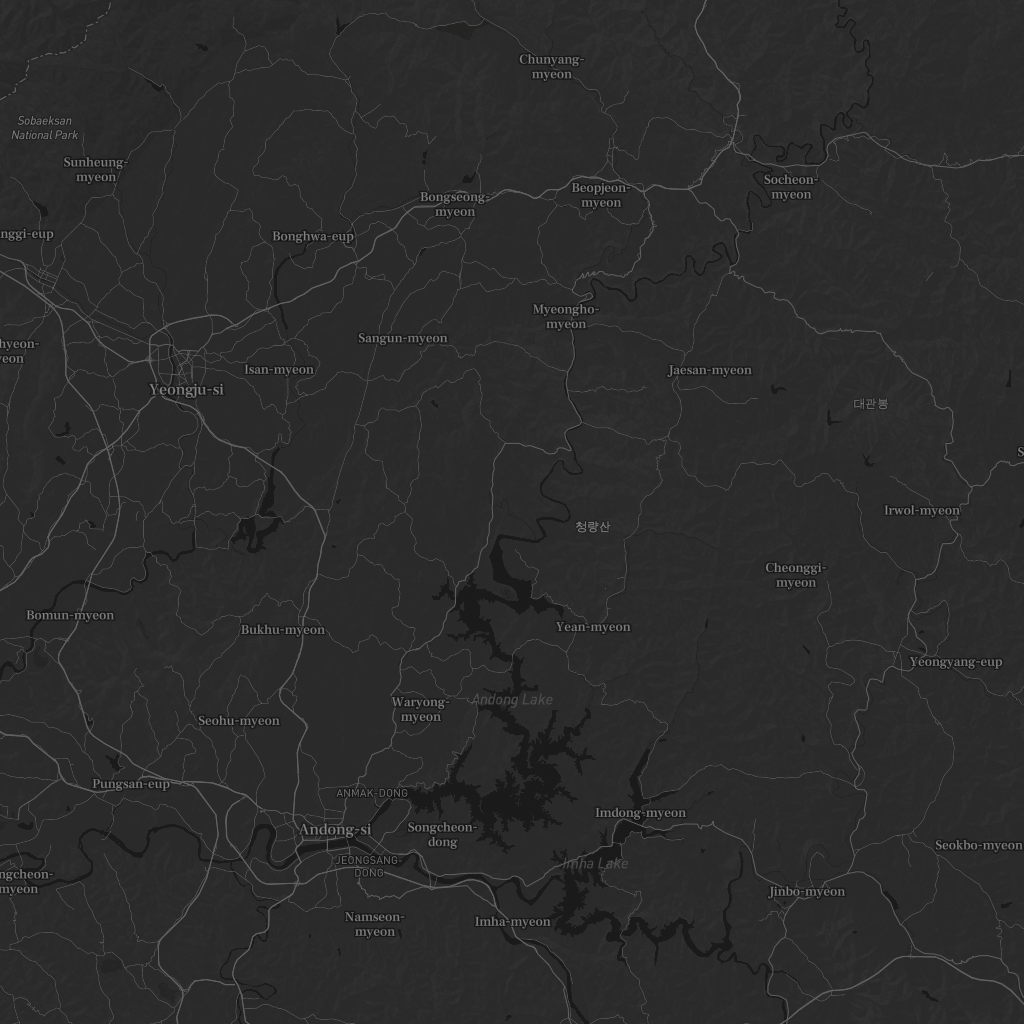 Chunyang-
myeon
Sobaeksan
National Park
Sunheung-
myeon
Bongseong-
myeon
Beopjeon-
myeon
Socheon-
myeon
nggi-eup
Bonghwa-eup
Myeongho-
myeon
hyeon-
yeon
Sangun-myeon
Isan-myeon
Jaesan-myeon
Yeongju-si
대관봉
S
Irwol-myeon
청량산
Cheonggi-
myeon
Bomun-myeon
Bukhu-myeon
Yean-myeon
Yeongyang-eup
Andong Lake
Waryong-
myeon
Seohu-myeon
Pungsan-eup
ANMAK-DONG
Imdong-myeon
Andong-si
Songcheon-
dong
Seokbo-myeon
JEONGSANG-
DONG
Imha Lake
ngcheon-
myeon
Jinbo-myeon
Namseon-
myeon
Imha-myeon